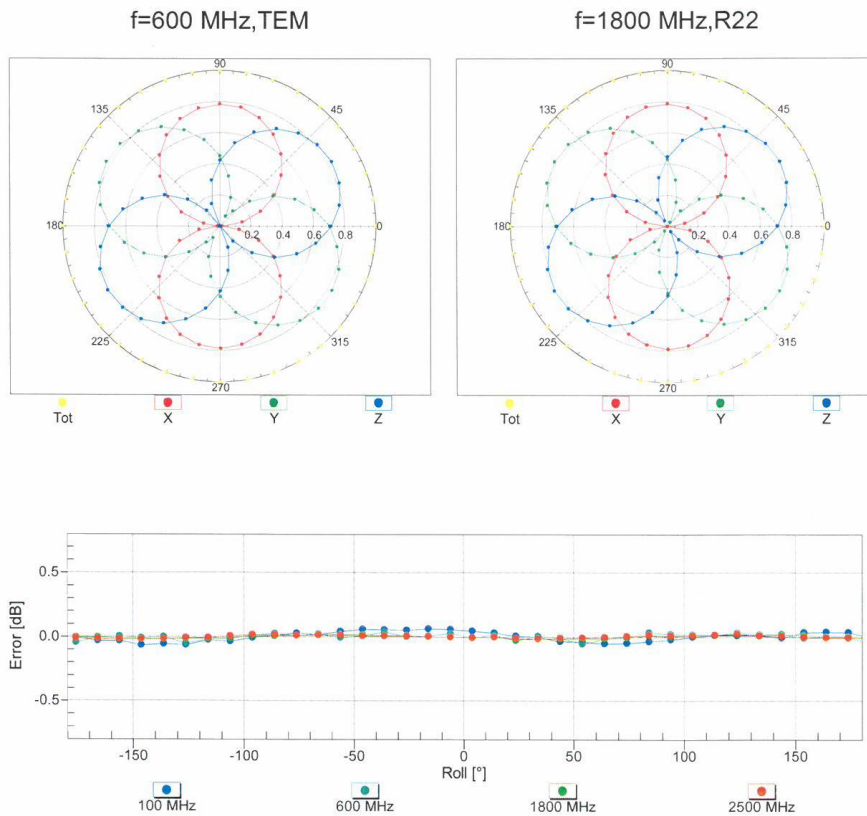 f=600 MHz,TEM
f=1800 MHz,R22
90
135
45
180
0.2 0.4 0.6 0.8
0
225
315
270
Tot X Y Z
90
135
45
180
0.2 0.4 0.6 0.8
0
225
315
270
Tot X Y Z
Error [dB]
0.5
0.0
-0.5
-150 -100 -50 0 50 100 150
Roll [°]
100 MHz 600 MHz 1800 MHz 2500 MHz